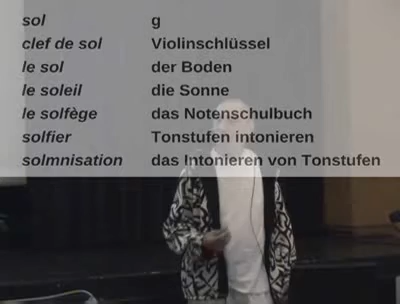 sol g
clef de sol Violinschlüssel
le sol der Boden
le soleil die Sonne
le solfège das Notenschulbuch
solfier Tonstufen intonieren
solmnisation das Intonieren von Tonstufen